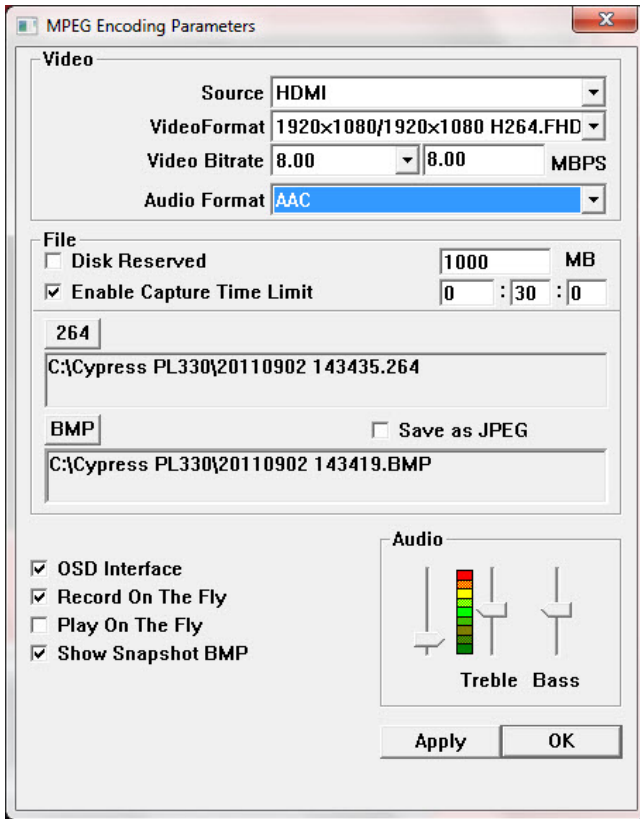 MPEG Encoding Parameters
Video
Source HDMI
VideoFormat 1920x1080/1920x1080 H264.FHD
Video Bitrate 8.00 8.00 MBPS
Audio Format AAC
File
Disk Reserved 1000 MB
Enable Capture Time Limit 0 : 30 : 0
264
C:\Cypress PL330\20110902 143435.264
BMP Save as JPEG
C:\Cypress PL330\20110902 143419.BMP
Audio
OSD Interface
Record On The Fly
Play On The Fly
Show Snapshot BMP
Treble Bass
Apply OK